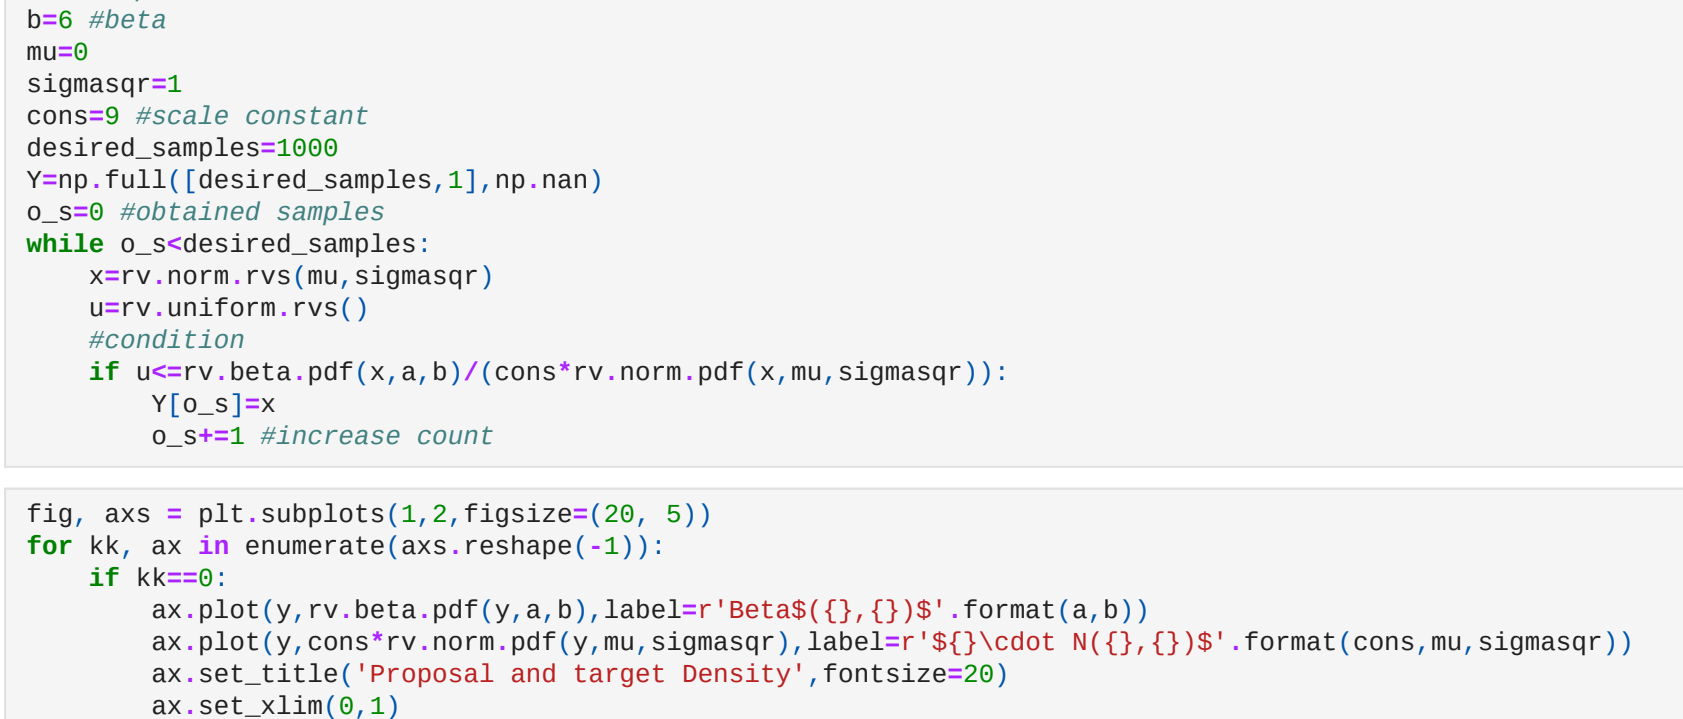 b=6 #beta
mu=0
sigmasqr=1
cons=9 #scale constant
desired_samples=1000
Y=np.full([desired_samples,1],np.nan)
o_s=0 #obtained samples
while o_s<desired_samples:
    x=rv.norm.rvs(mu,sigmasqr)
    u=rv.uniform.rvs()
    #condition
    if u<=rv.beta.pdf(x,a,b)/(cons*rv.norm.pdf(x,mu,sigmasqr)):
        Y[o_s]=x
        o_s+=1 #increase count
fig, axs = plt.subplots(1,2,figsize=(20, 5))
for kk, ax in enumerate(axs.reshape(-1)):
    if kk==0:
        ax.plot(y,rv.beta.pdf(y,a,b),label=r'Beta$({},{})$'.format(a,b))
        ax.plot(y,cons*rv.norm.pdf(y,mu,sigmasqr),label=r'${}\cdot N({},{})$'.format(cons,mu,sigmasqr))
        ax.set_title('Proposal and target Density',fontsize=20)
        ax.set_xlim(0,1)